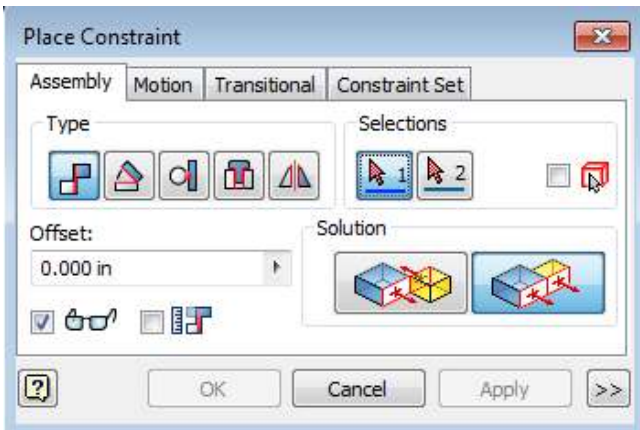 Place Constraint
Assembly Motion Transitional Constraint Set
Type Selections
1 2
Offset: Solution
0.000 in
? OK Cancel Apply >>